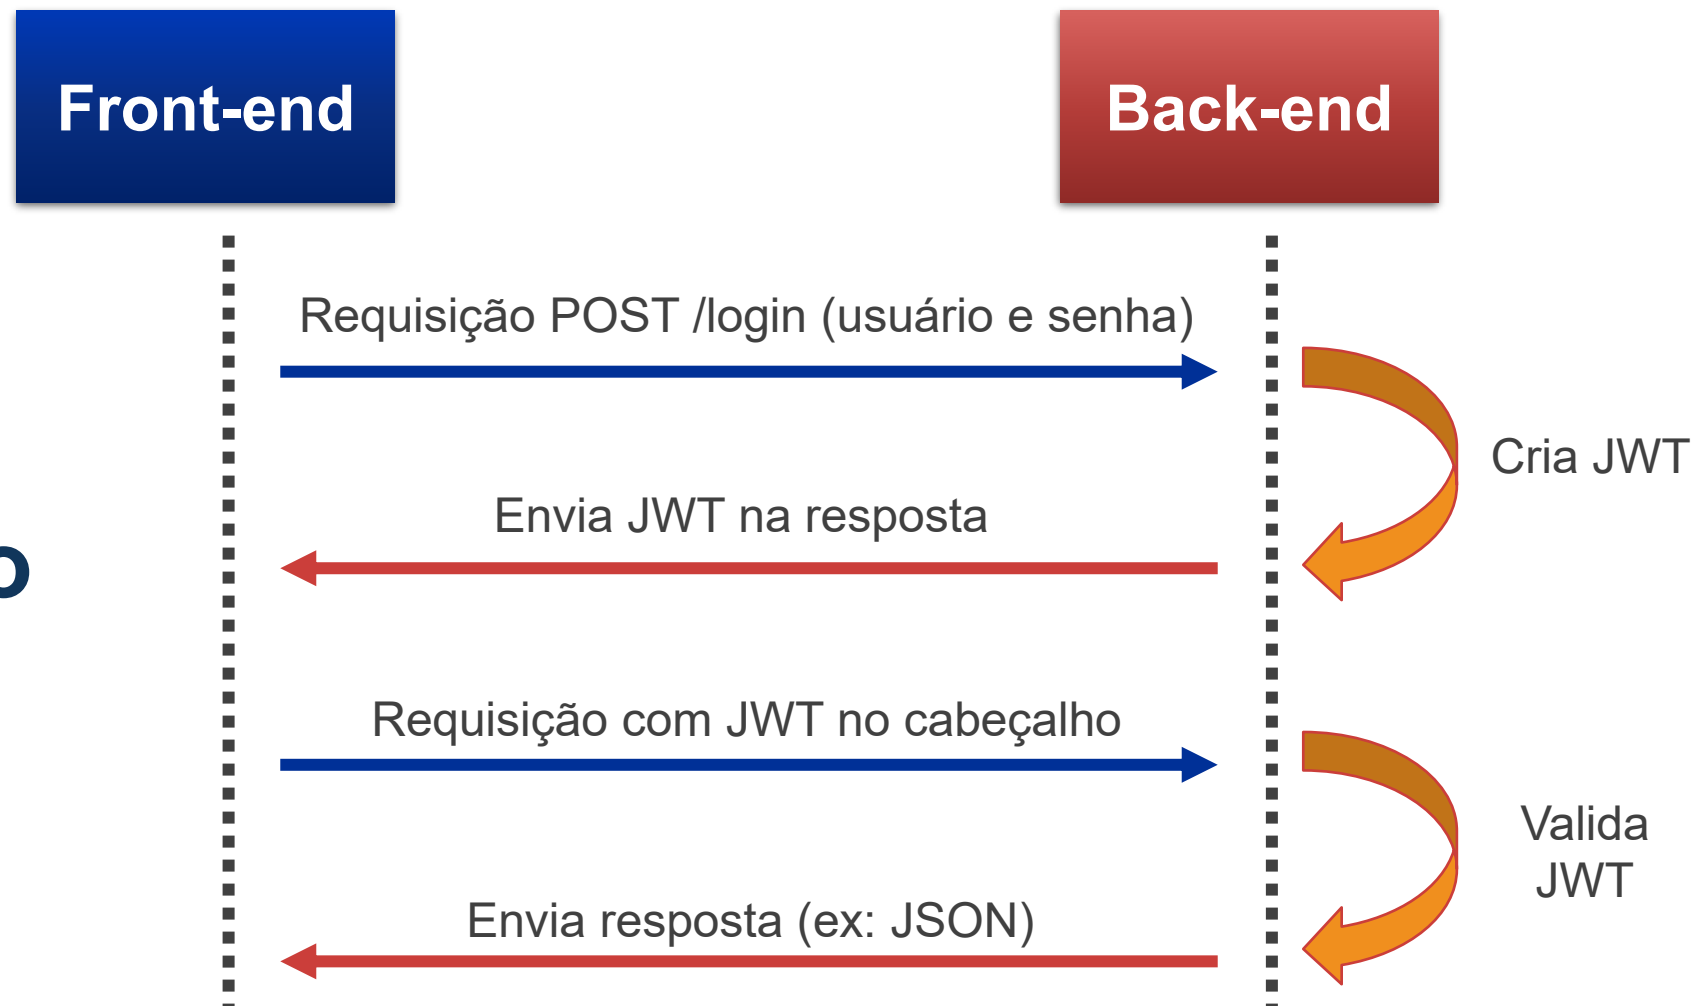 Front-end
Back-end
Requisição POST /login (usuário e senha)
Cria JWT
Envia JWT na resposta
o
Requisição com JWT no cabeçalho
Valida
JWT
Envia resposta (ex: JSON)